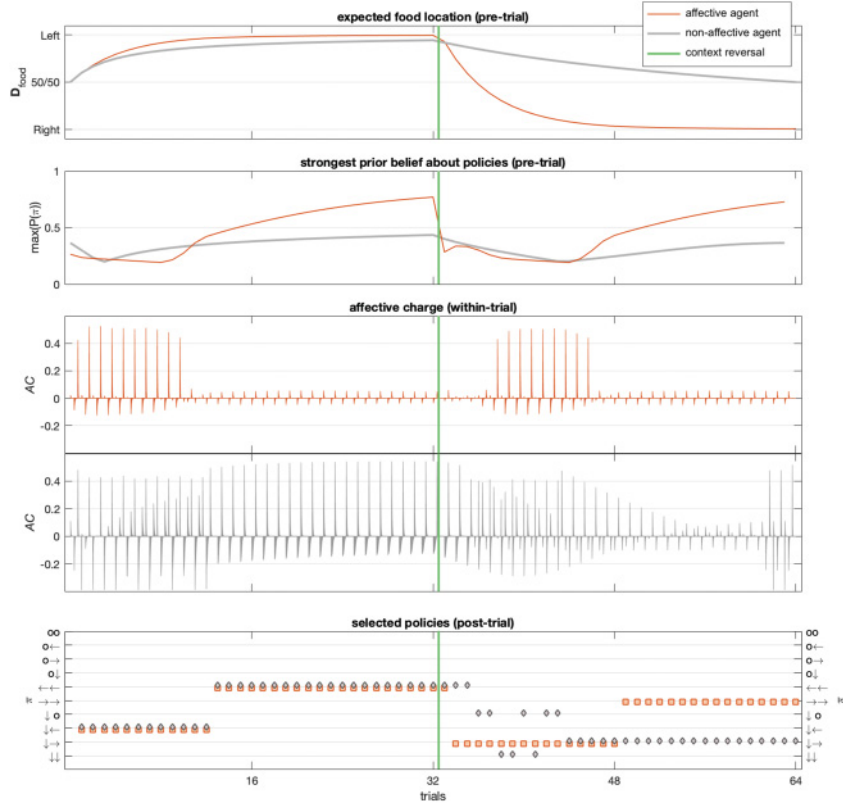 expected food location (pre-trial)
affective agent
non-affective agent
context reversal
D_food
Left
50/50
Right
strongest prior belief about policies (pre-trial)
max(P(π))
1
0.5
0
affective charge (within-trial)
AC
0.4
0.2
0
-0.2
AC
0.4
0.2
0
-0.2
selected policies (post-trial)
oo oo
o← o←
o→ o→
o↓ o↓
←← ←←
π →→ →→ π
↓o ↓o
↓← ↓←
↓→ ↓→
↓↓ ↓↓
16 32 48 64
trials